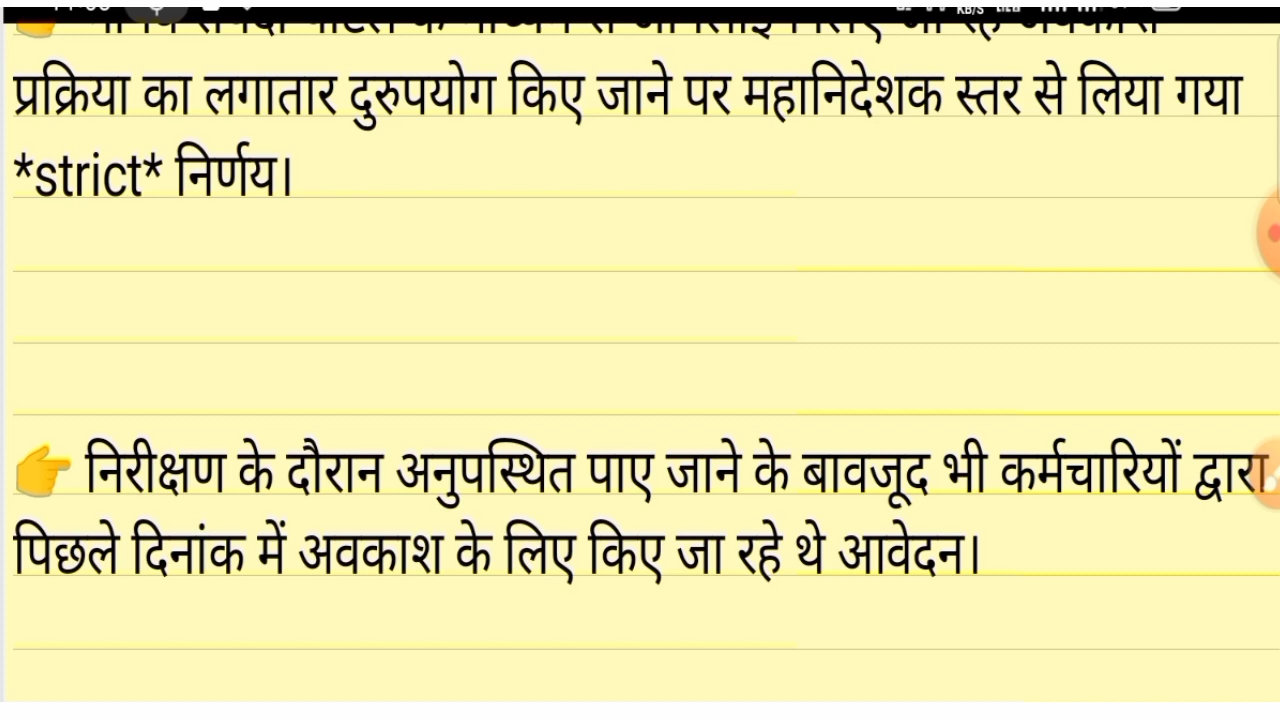 प्रक्रिया का लगातार दुरुपयोग किए जाने पर महानिदेशक स्तर से लिया गया
*strict* निर्णय।
👉 निरीक्षण के दौरान अनुपस्थित पाए जाने के बावजूद भी कर्मचारियों द्वारा
पिछले दिनांक में अवकाश के लिए किए जा रहे थे आवेदन।